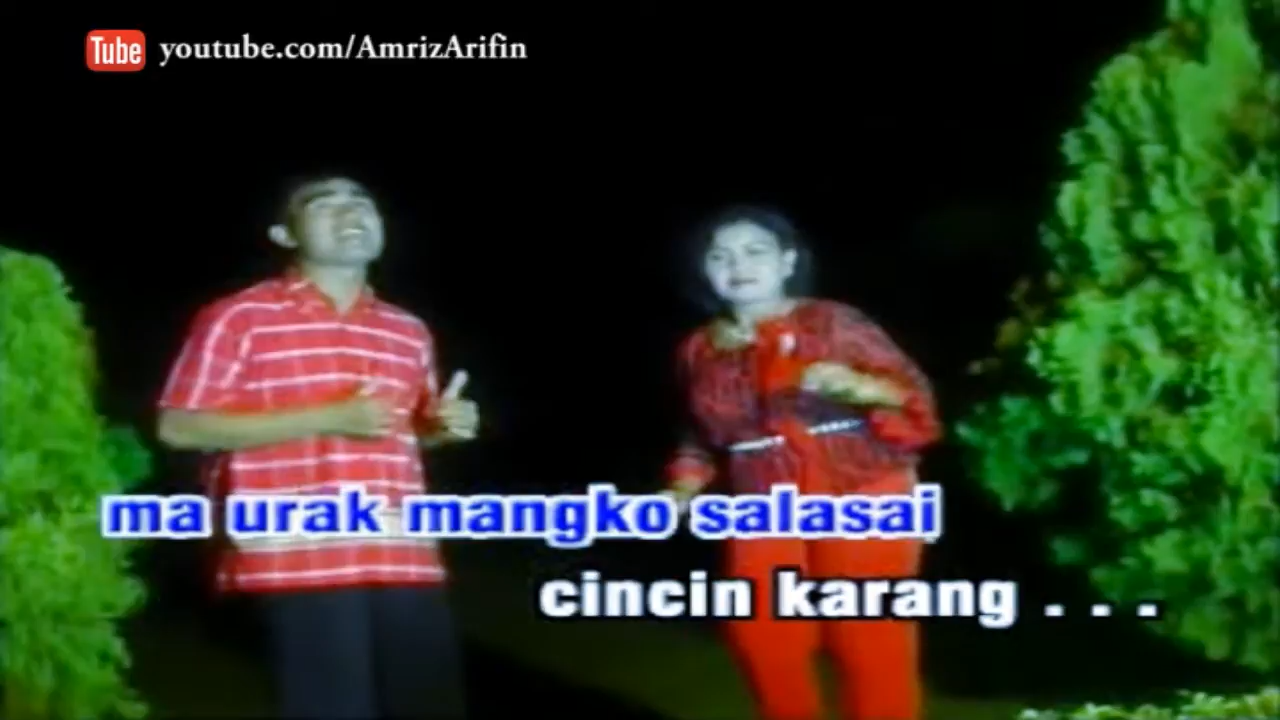 Tube youtube.com/AmrizArifin
ma urak mangko salasai
cincin karang . . .